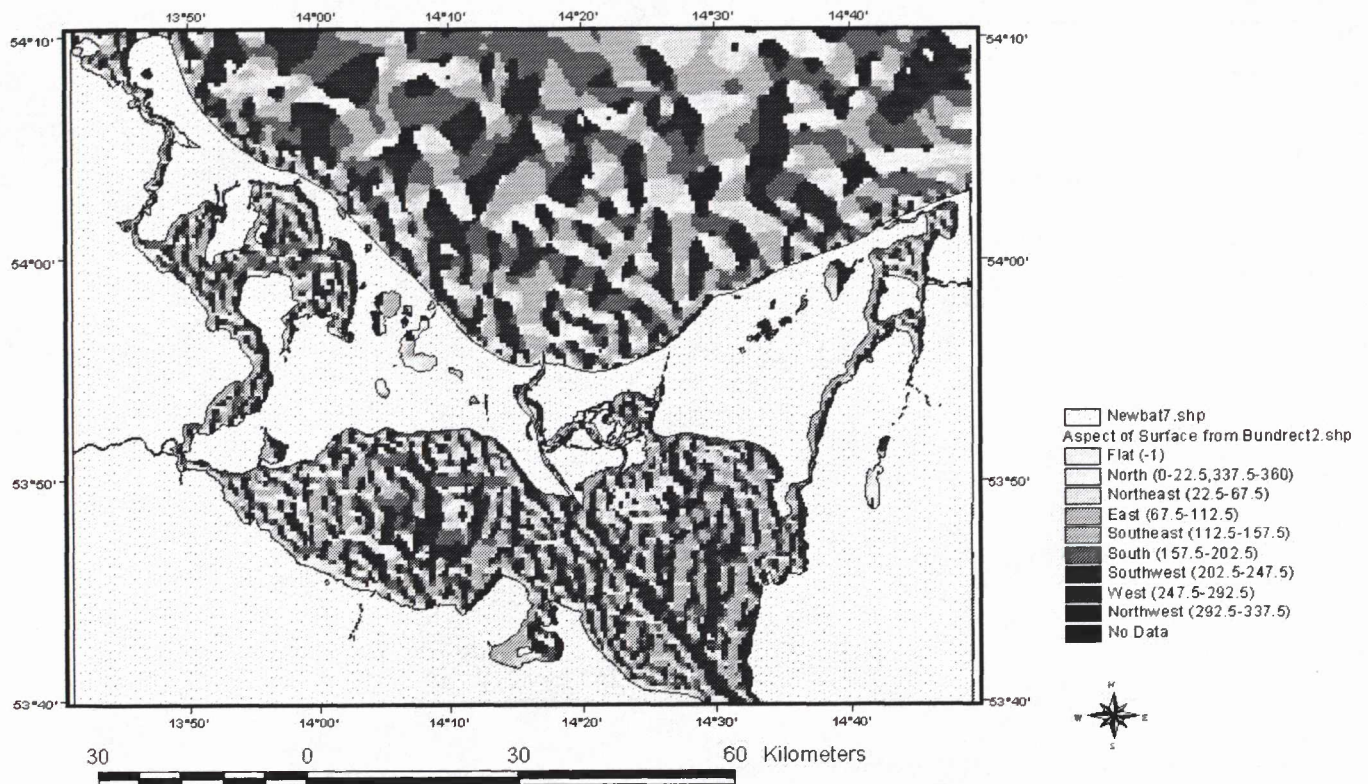 13°50' 14°00' 14°10' 14°20' 14°30' 14°40'
54°10' 54°10'
54°00' 54°00'
53°50' 53°50'
53°40' 53°40'
13°50' 14°00' 14°10' 14°20' 14°30' 14°40'
Newbat7.shp
Aspect of Surface from Bundrect2.shp
Flat (-1)
North (0-22.5,337.5-360)
Northeast (22.5-67.5)
East (67.5-112.5)
Southeast (112.5-157.5)
South (157.5-202.5)
Southwest (202.5-247.5)
West (247.5-292.5)
Northwest (292.5-337.5)
No Data
W E
S
30 0 30 60 Kilometers